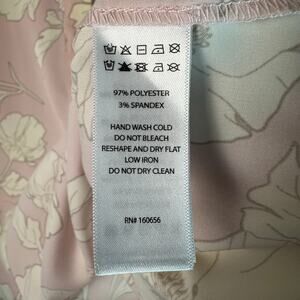 97% POLYESTER
3% SPANDEX
HAND WASH COLD
DO NOT BLEACH
RESHAPE AND DRY FLAT
LOW IRON
DO NOT DRY CLEAN
RN# 160656